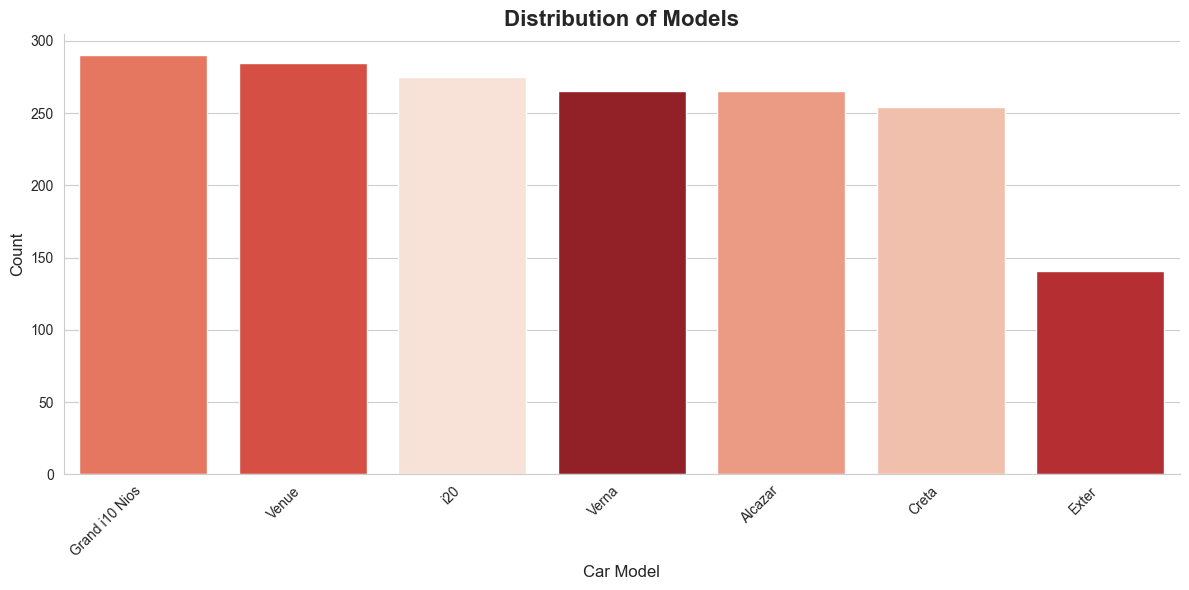 Distribution of Models
300
250
200
150
100
50
0
Count
Grand i10 Nios
Venue
i20
Verna
Alcazar
Creta
Exter
Car Model